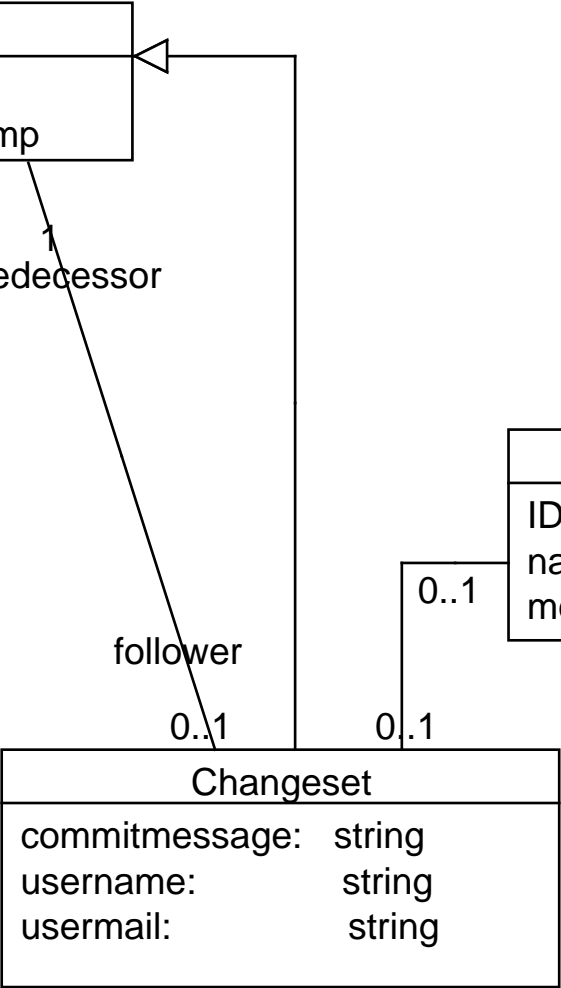 mp
1
edecessor
ID
na
0..1
follower
0..1
0..1
Changeset
commitmessage: string
username: string
usermail: string